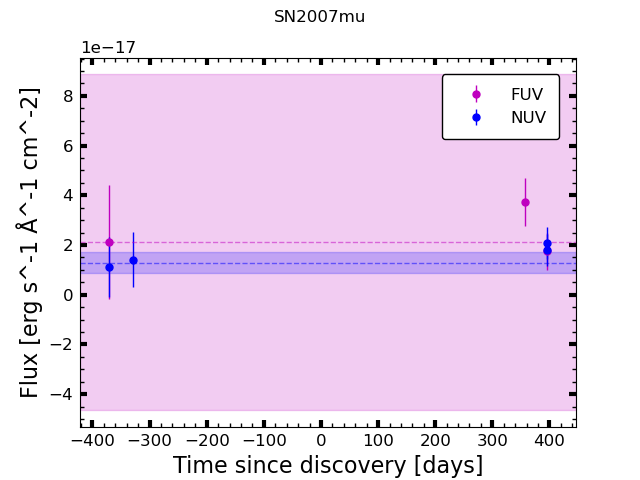 SN2007mu
1e−17
FUV
NUV
8
6
4
2
0
−2
−4
Flux [erg s^-1 Å^-1 cm^-2]
−400 −300 −200 −100 0 100 200 300 400
Time since discovery [days]